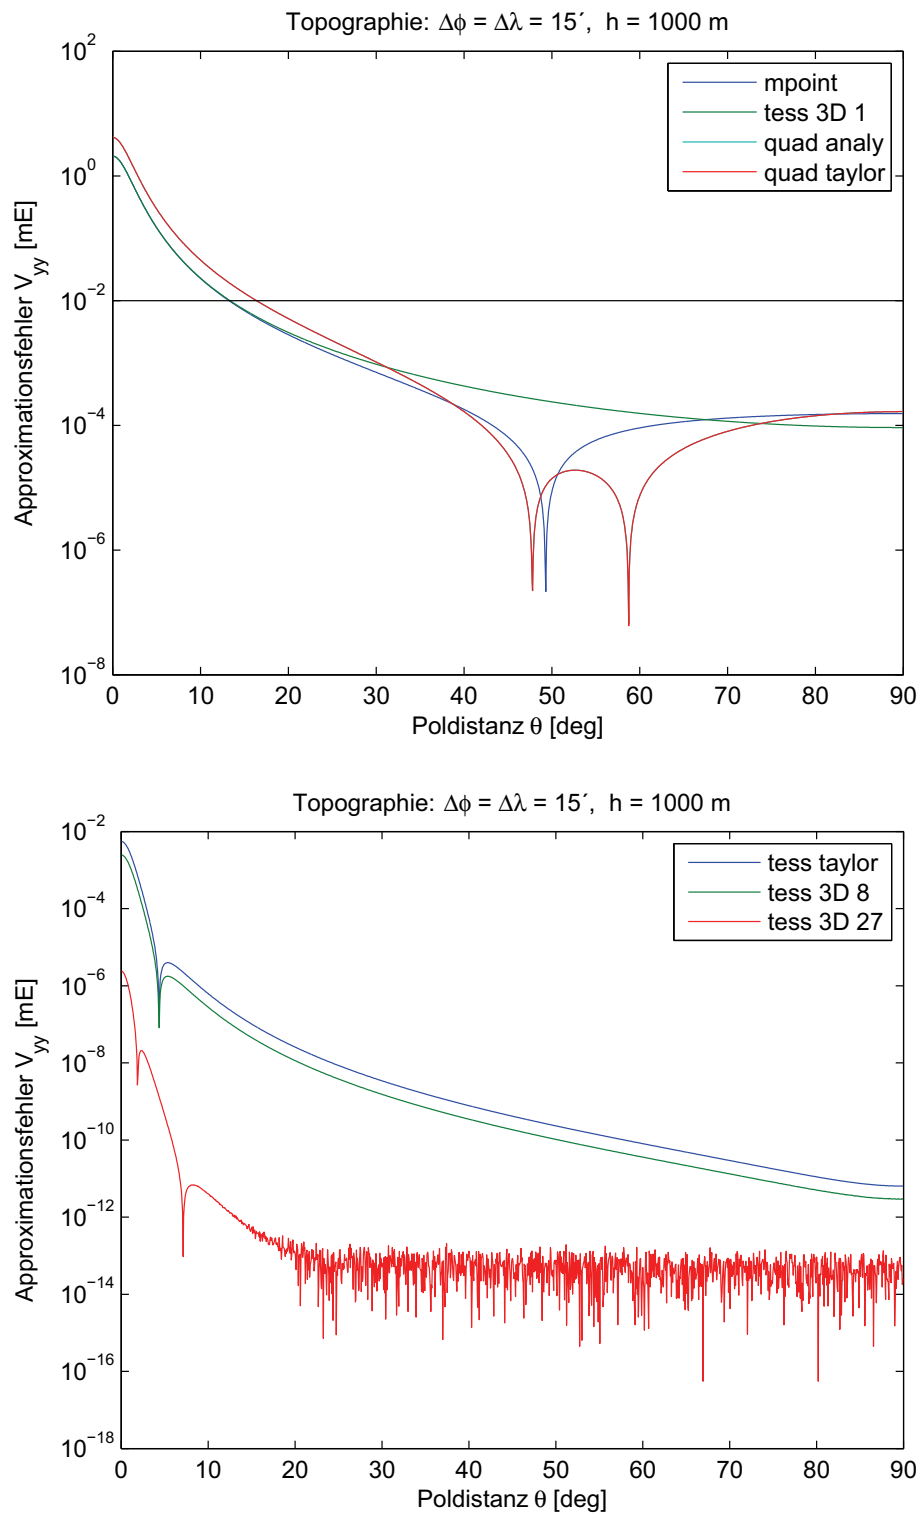 Topographie: Δϕ = Δλ = 15´, h = 1000 m
Approximationsfehler V_yy [mE]
10^2
10^0
10^−2
10^−4
10^−6
10^−8
mpoint
tess 3D 1
quad analy
quad taylor
0 10 20 30 40 50 60 70 80 90
Poldistanz θ [deg]
Topographie: Δϕ = Δλ = 15´, h = 1000 m
Approximationsfehler V_yy [mE]
10^−2
10^−4
10^−6
10^−8
10^−10
10^−12
10^−14
10^−16
10^−18
tess taylor
tess 3D 8
tess 3D 27
0 10 20 30 40 50 60 70 80 90
Poldistanz θ [deg]